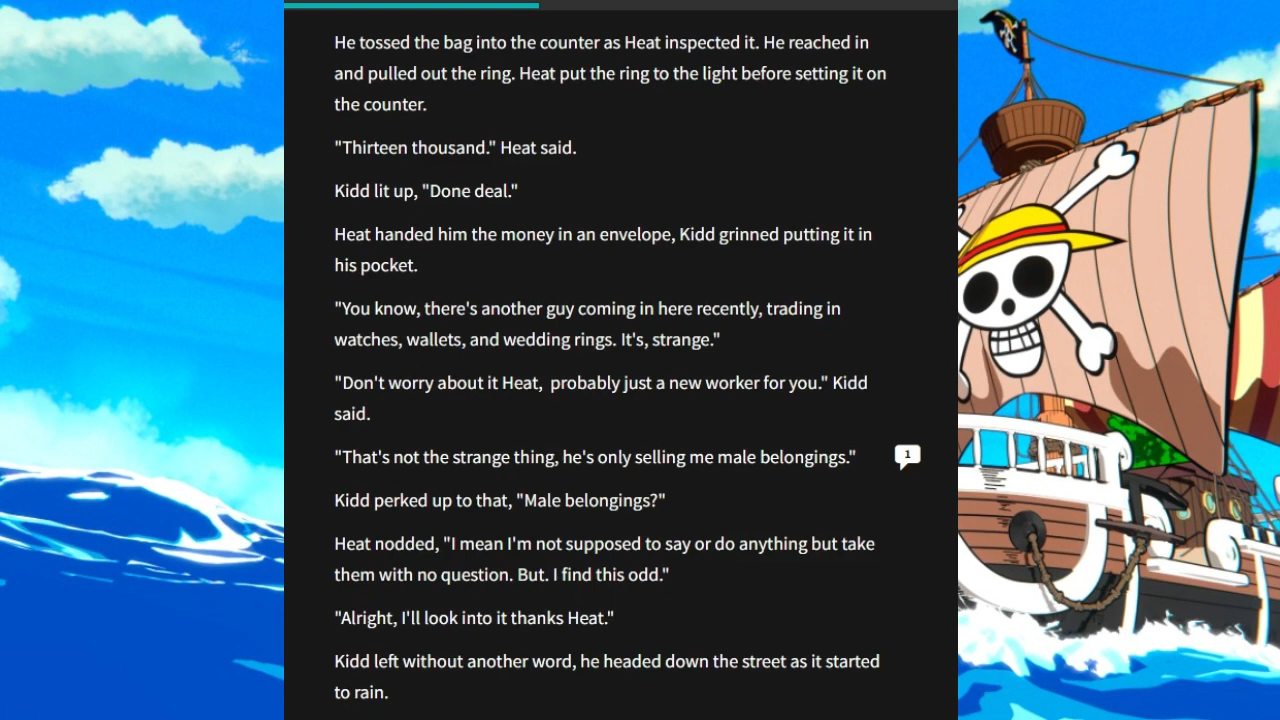 He tossed the bag into the counter as Heat inspected it. He reached in
and pulled out the ring. Heat put the ring to the light before setting it on
the counter.
"Thirteen thousand." Heat said.
Kidd lit up, "Done deal."
Heat handed him the money in an envelope, Kidd grinned putting it in
his pocket.
"You know, there's another guy coming in here recently, trading in
watches, wallets, and wedding rings. It's, strange."
"Don't worry about it Heat,  probably just a new worker for you." Kidd
said.
"That's not the strange thing, he's only selling me male belongings."
1
Kidd perked up to that, "Male belongings?"
Heat nodded, "I mean I'm not supposed to say or do anything but take
them with no question. But. I find this odd."
"Alright, I'll look into it thanks Heat."
Kidd left without another word, he headed down the street as it started
to rain.